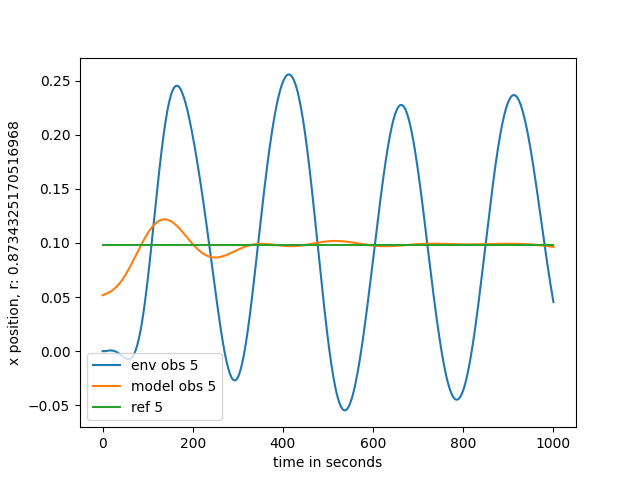 x position, r: 0.8734325170516968
0.25
0.20
0.15
0.10
0.05
0.00
−0.05
env obs 5
model obs 5
ref 5
0 200 400 600 800 1000
time in seconds